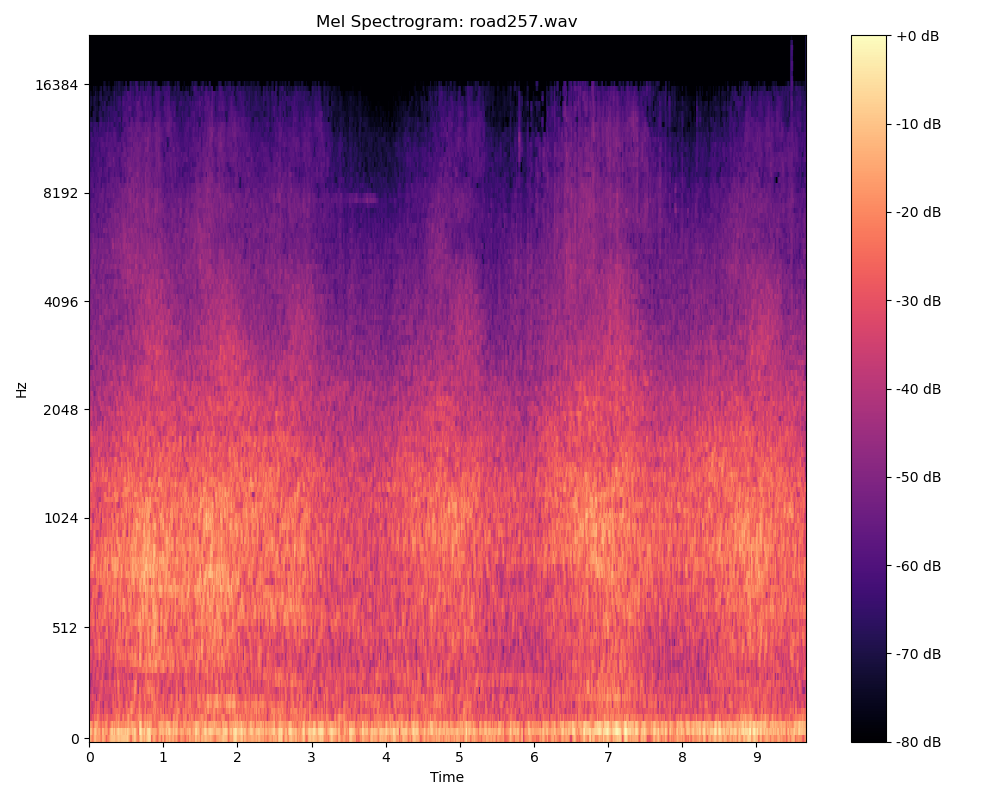 Mel Spectrogram: road257.wav
Hz
16384
8192
4096
2048
1024
512
0
0 1 2 3 4 5 6 7 8 9
Time
+0 dB
-10 dB
-20 dB
-30 dB
-40 dB
-50 dB
-60 dB
-70 dB
-80 dB